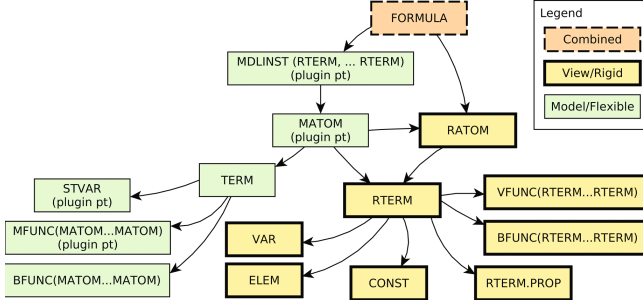 FORMULA
Legend
Combined
View/Rigid
Model/Flexible
MDLINST (RTERM, ... RTERM)
(plugin pt)
MATOM
(plugin pt)
RATOM
TERM
STVAR
(plugin pt)
RTERM
VFUNC(RTERM...RTERM)
MFUNC(MATOM...MATOM)
(plugin pt)
VAR
BFUNC(RTERM...RTERM)
BFUNC(MATOM...MATOM)
ELEM
CONST
RTERM.PROP